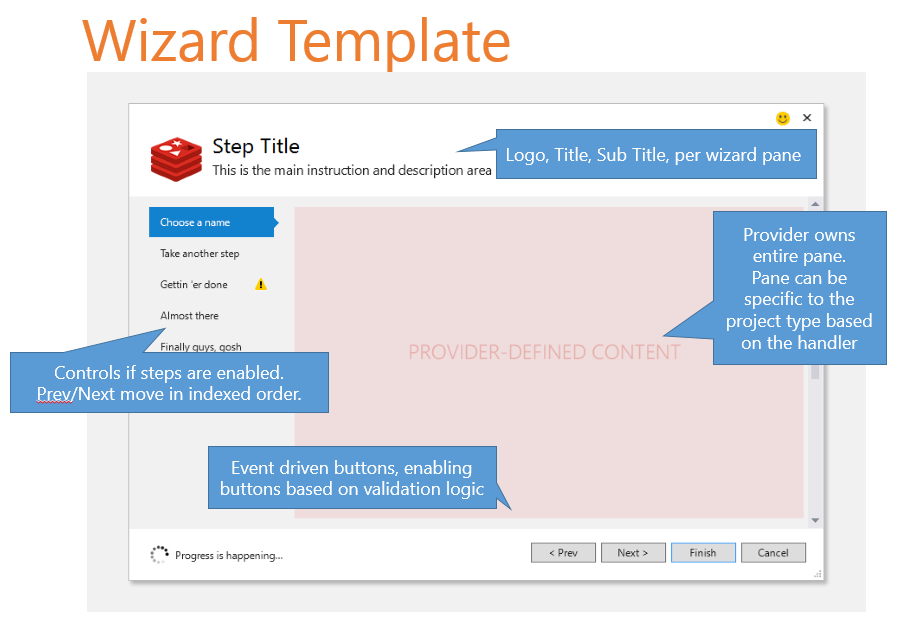 Wizard Template
Step Title
This is the main instruction and description area
Logo, Title, Sub Title, per wizard pane
Choose a name
Take another step
Gettin 'er done
Almost there
Finally guys, gosh
Provider owns
entire pane.
Pane can be
specific to the
project type based
on the handler
PROVIDER-DEFINED CONTENT
Controls if steps are enabled.
Prev/Next move in indexed order.
Event driven buttons, enabling
buttons based on validation logic
Progress is happening...
< Prev
Next >
Finish
Cancel